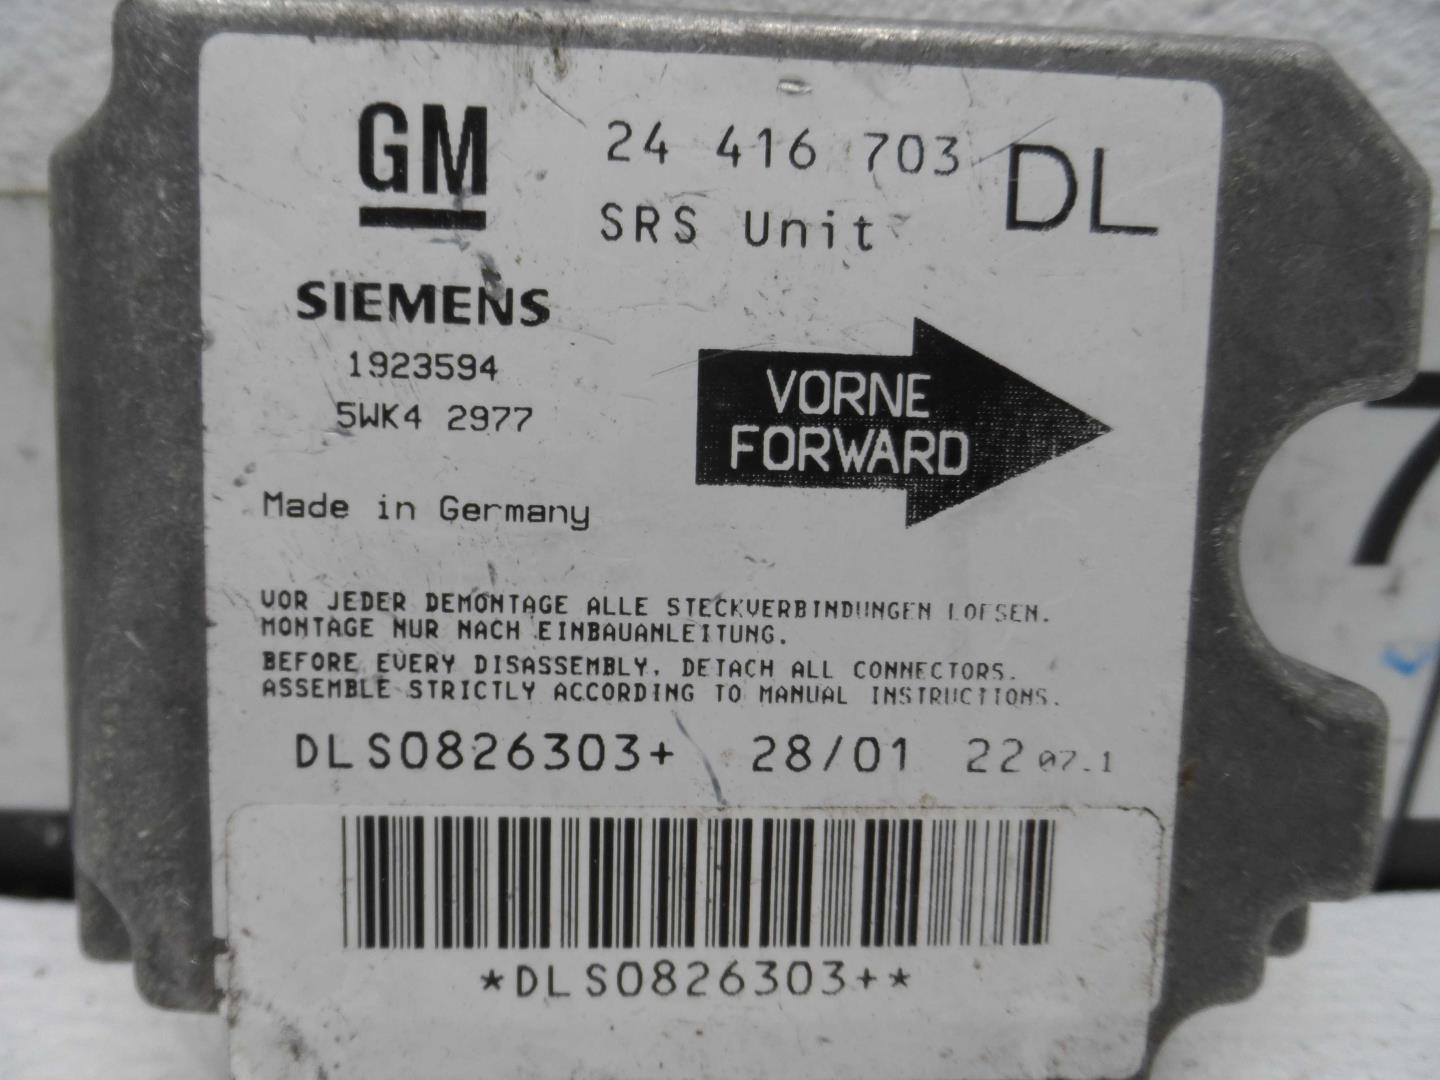 GM
24 416 703 DL
SRS Unit
SIEMENS
1923594
5WK4 2977
VORNE
FORWARD
Made in Germany
VOR JEDER DEMONTAGE ALLE STECKVERBINDUNGEN LOESEN.
MONTAGE NUR NACH EINBAUANLEITUNG.
BEFORE EVERY DISASSEMBLY, DETACH ALL CONNECTORS.
ASSEMBLE STRICTLY ACCORDING TO MANUAL INSTRUCTIONS.
DLS0826303+ 28/01 22 07.1
*DLS0826303+*
7